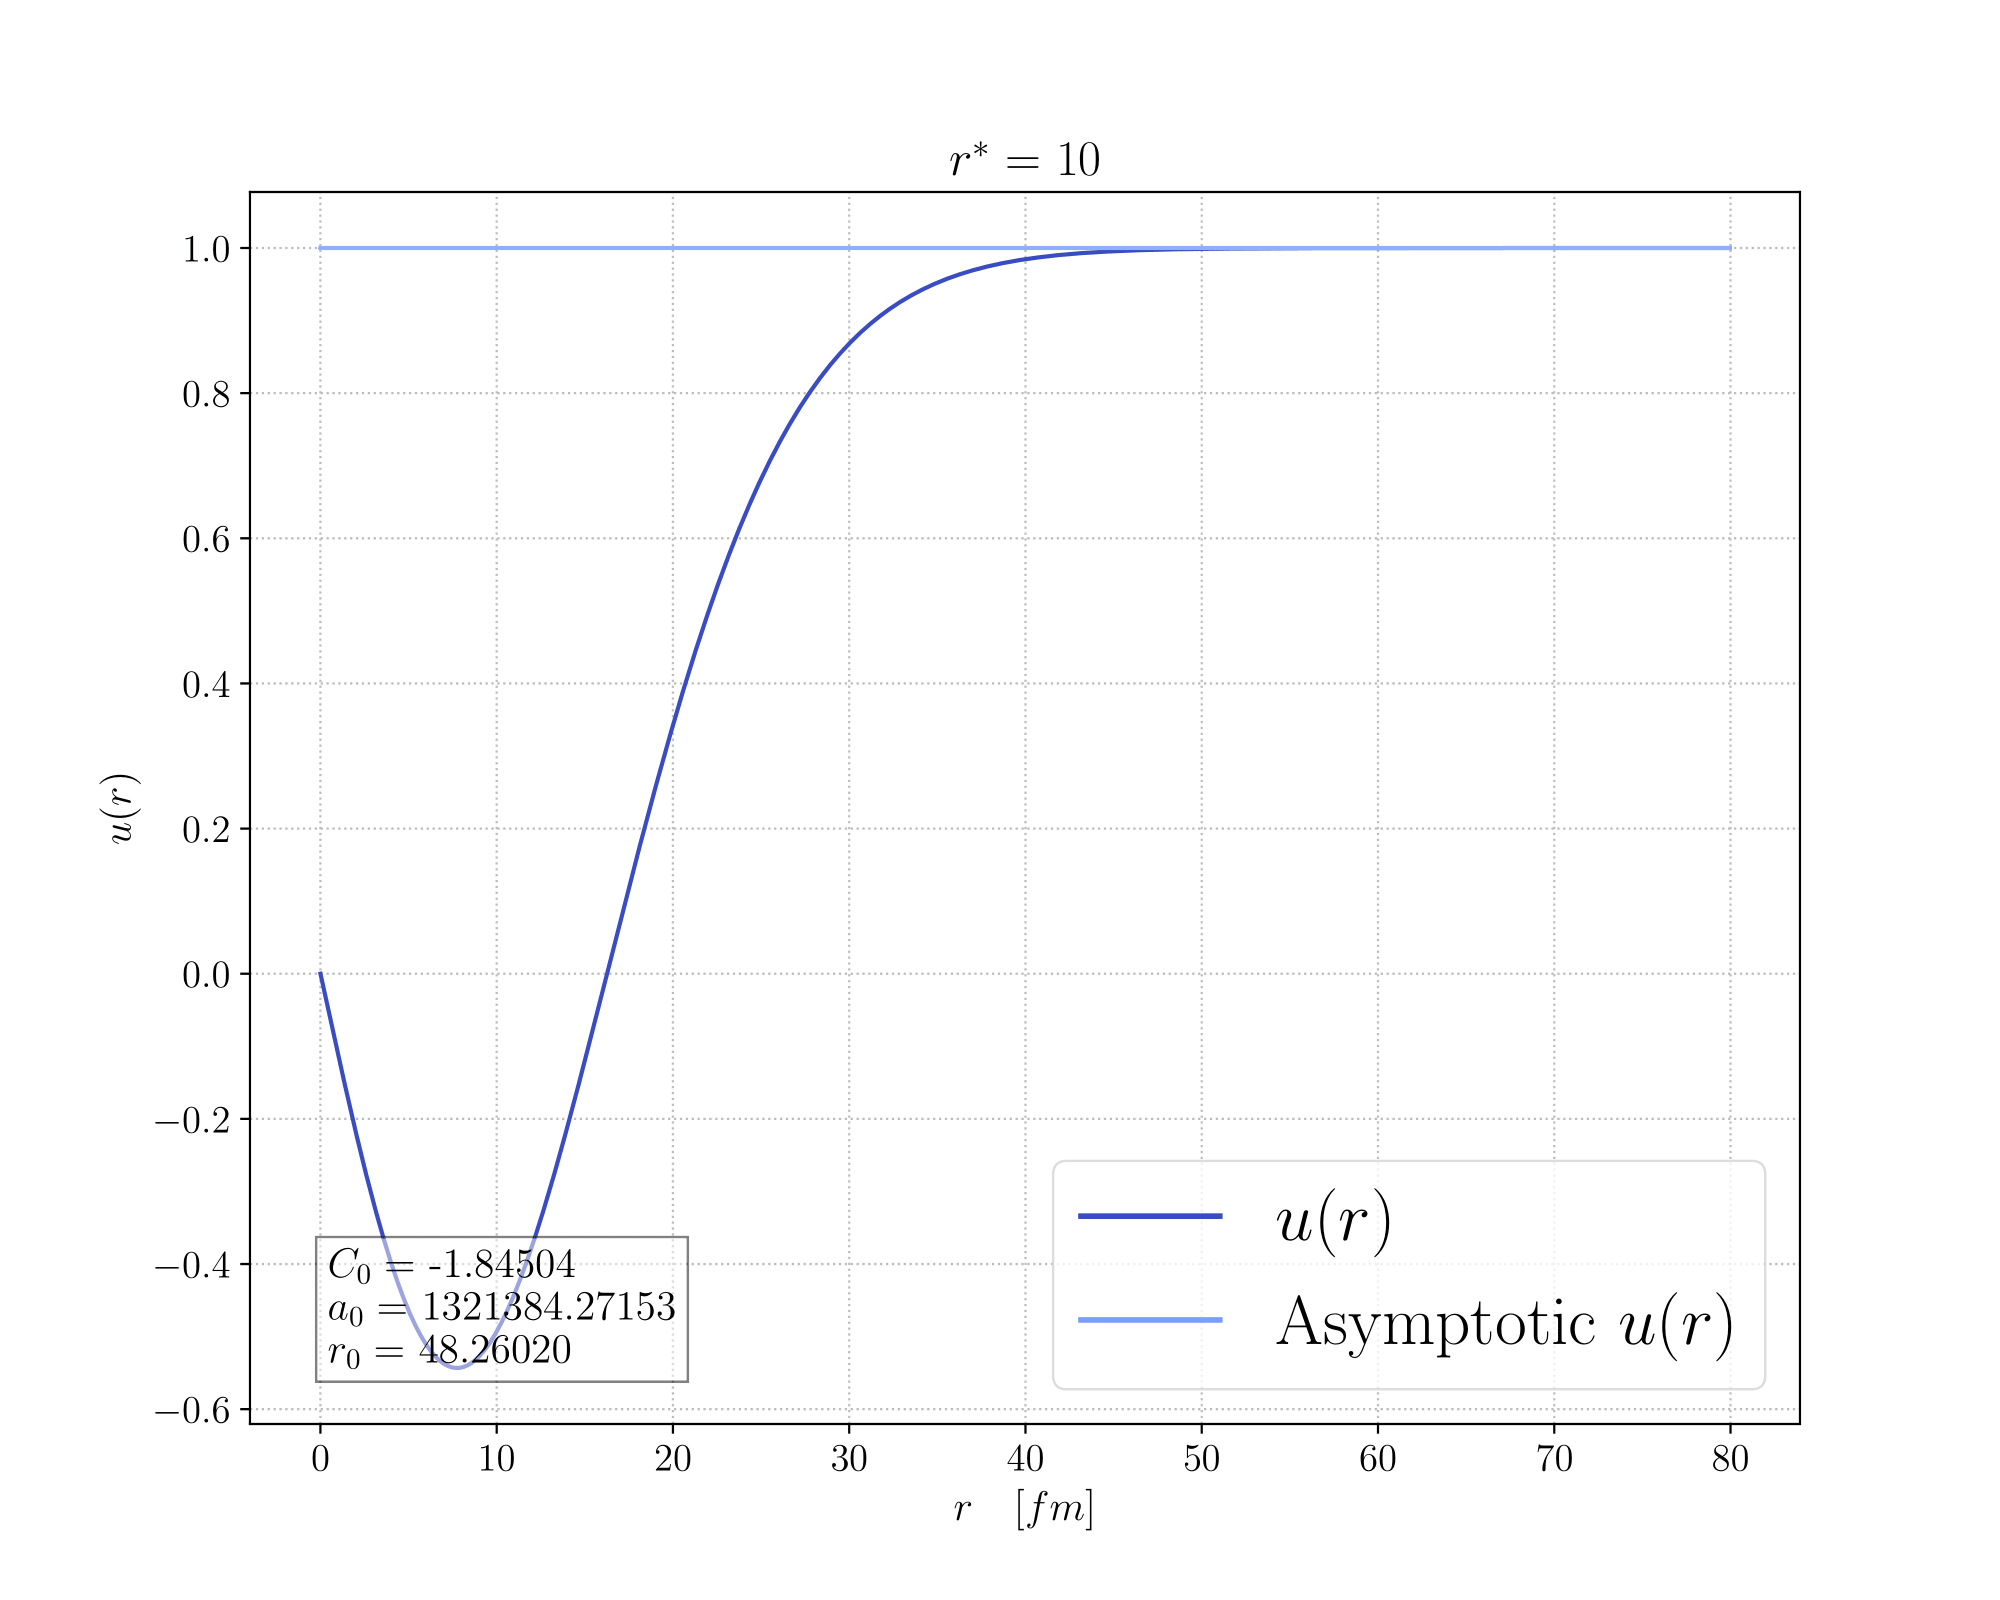 r* = 10
1.0
0.8
0.6
0.4
0.2
0.0
−0.2
−0.4
−0.6
u(r)
C₀ = -1.84504
a₀ = 1321384.27153
r₀ = 48.26020
u(r)
Asymptotic u(r)
0 10 20 30 40 50 60 70 80
r [fm]